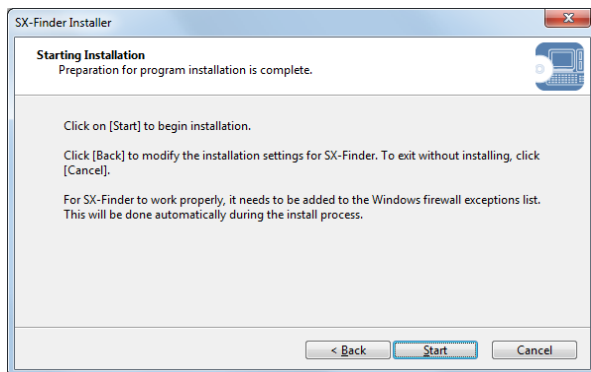 SX-Finder Installer
Starting Installation
Preparation for program installation is complete.
Click on [Start] to begin installation.
Click [Back] to modify the installation settings for SX-Finder. To exit without installing, click
[Cancel].
For SX-Finder to work properly, it needs to be added to the Windows firewall exceptions list.
This will be done automatically during the install process.
< Back
Start
Cancel